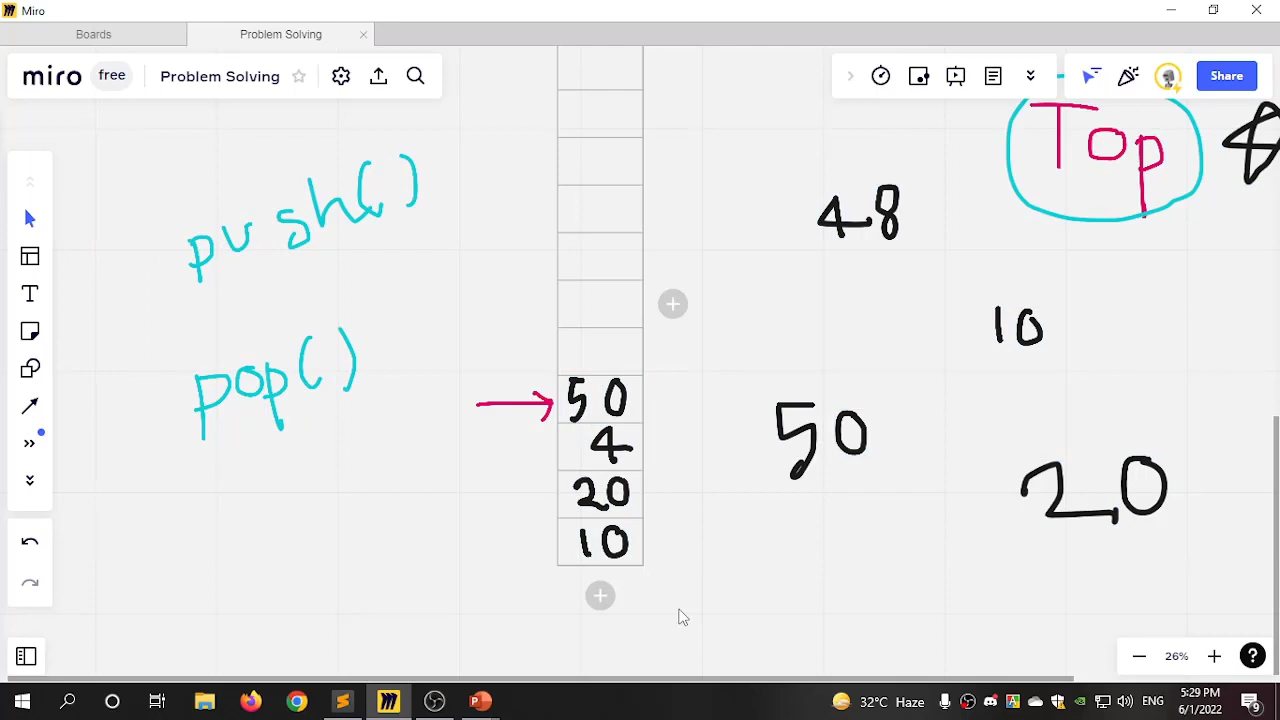 Miro
Boards
Problem Solving
miro
free
Problem Solving
Share
Top
48
push()
10
pop()
50
4
20
10
50
20
26%
32°C Haze
ENG
5:29 PM
6/1/2022
9